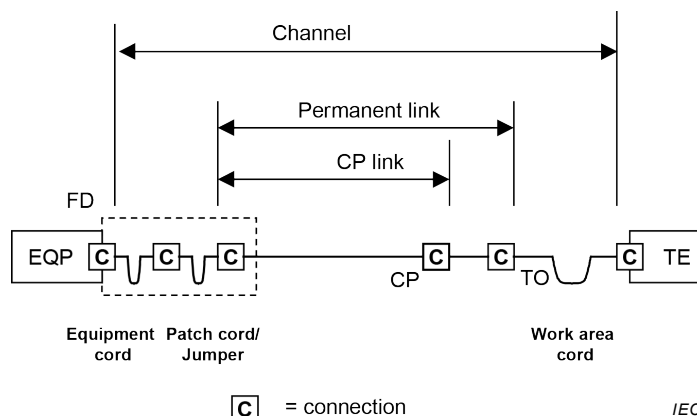 Channel
Permanent link
CP link
FD
EQP
C
C
C
C
C
C
TE
CP
TO
Equipment cord
Patch cord/ Jumper
Work area cord
C = connection
IEC